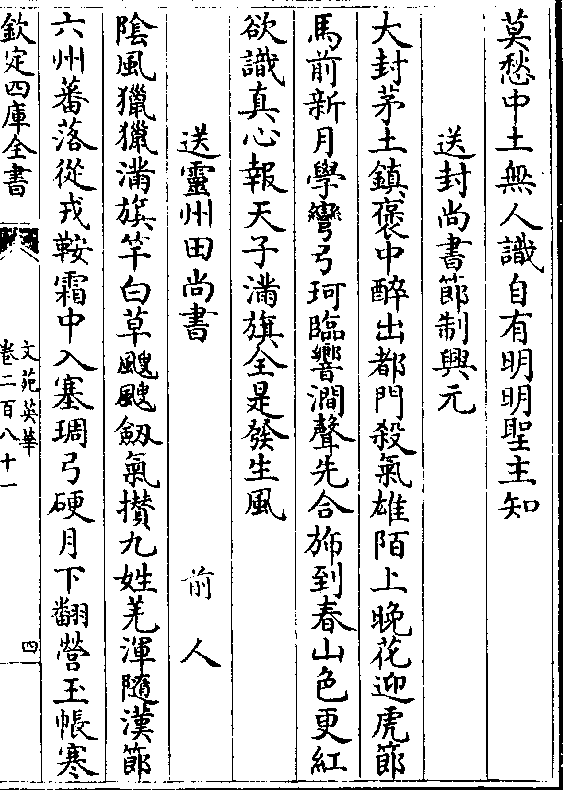 莫愁中土無人識自有明明聖主知
送封尚書節制興元
大封茅土鎮褒中醉出都門殺氣雄陌上晚花迎虎節
馬前新月學彎弓珂臨響澗聲先合斾到春山色更紅
欲識真心報天子滿旗全是發生風
送靈州田尚書 前人
陰風獵獵滿旗竿白草颼颼劔氣攢九姓羌渾隨漢節
六州蕃落從戎鞍霜中入塞琱弓硬月下翻營玉帳寒
欽定四庫全書
文苑英華
卷二百八十一
四